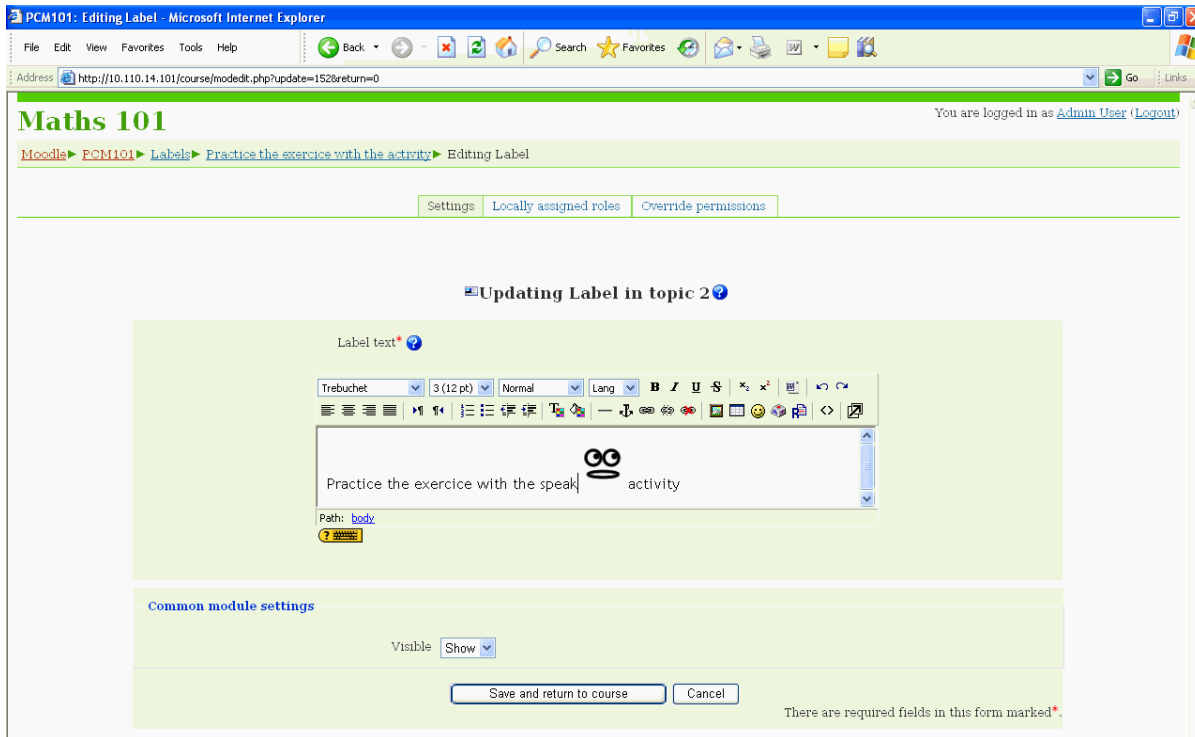 PCM101: Editing Label - Microsoft Internet Explorer
File Edit View Favorites Tools Help Back Search Favorites
Address http://10.110.14.101/course/modedit.php?update=152&return=0 Go Links
Maths 101
You are logged in as Admin User (Logout)
Moodle► PCM101► Labels► Practice the exercice with the activity► Editing Label
Settings Locally assigned roles Override permissions
Updating Label in topic 2
Label text*
Trebuchet 3 (12 pt) Normal Lang B I U S x₂ x²
Practice the exercice with the speak activity
Path: body
Common module settings
Visible Show
Save and return to course Cancel
There are required fields in this form marked*.